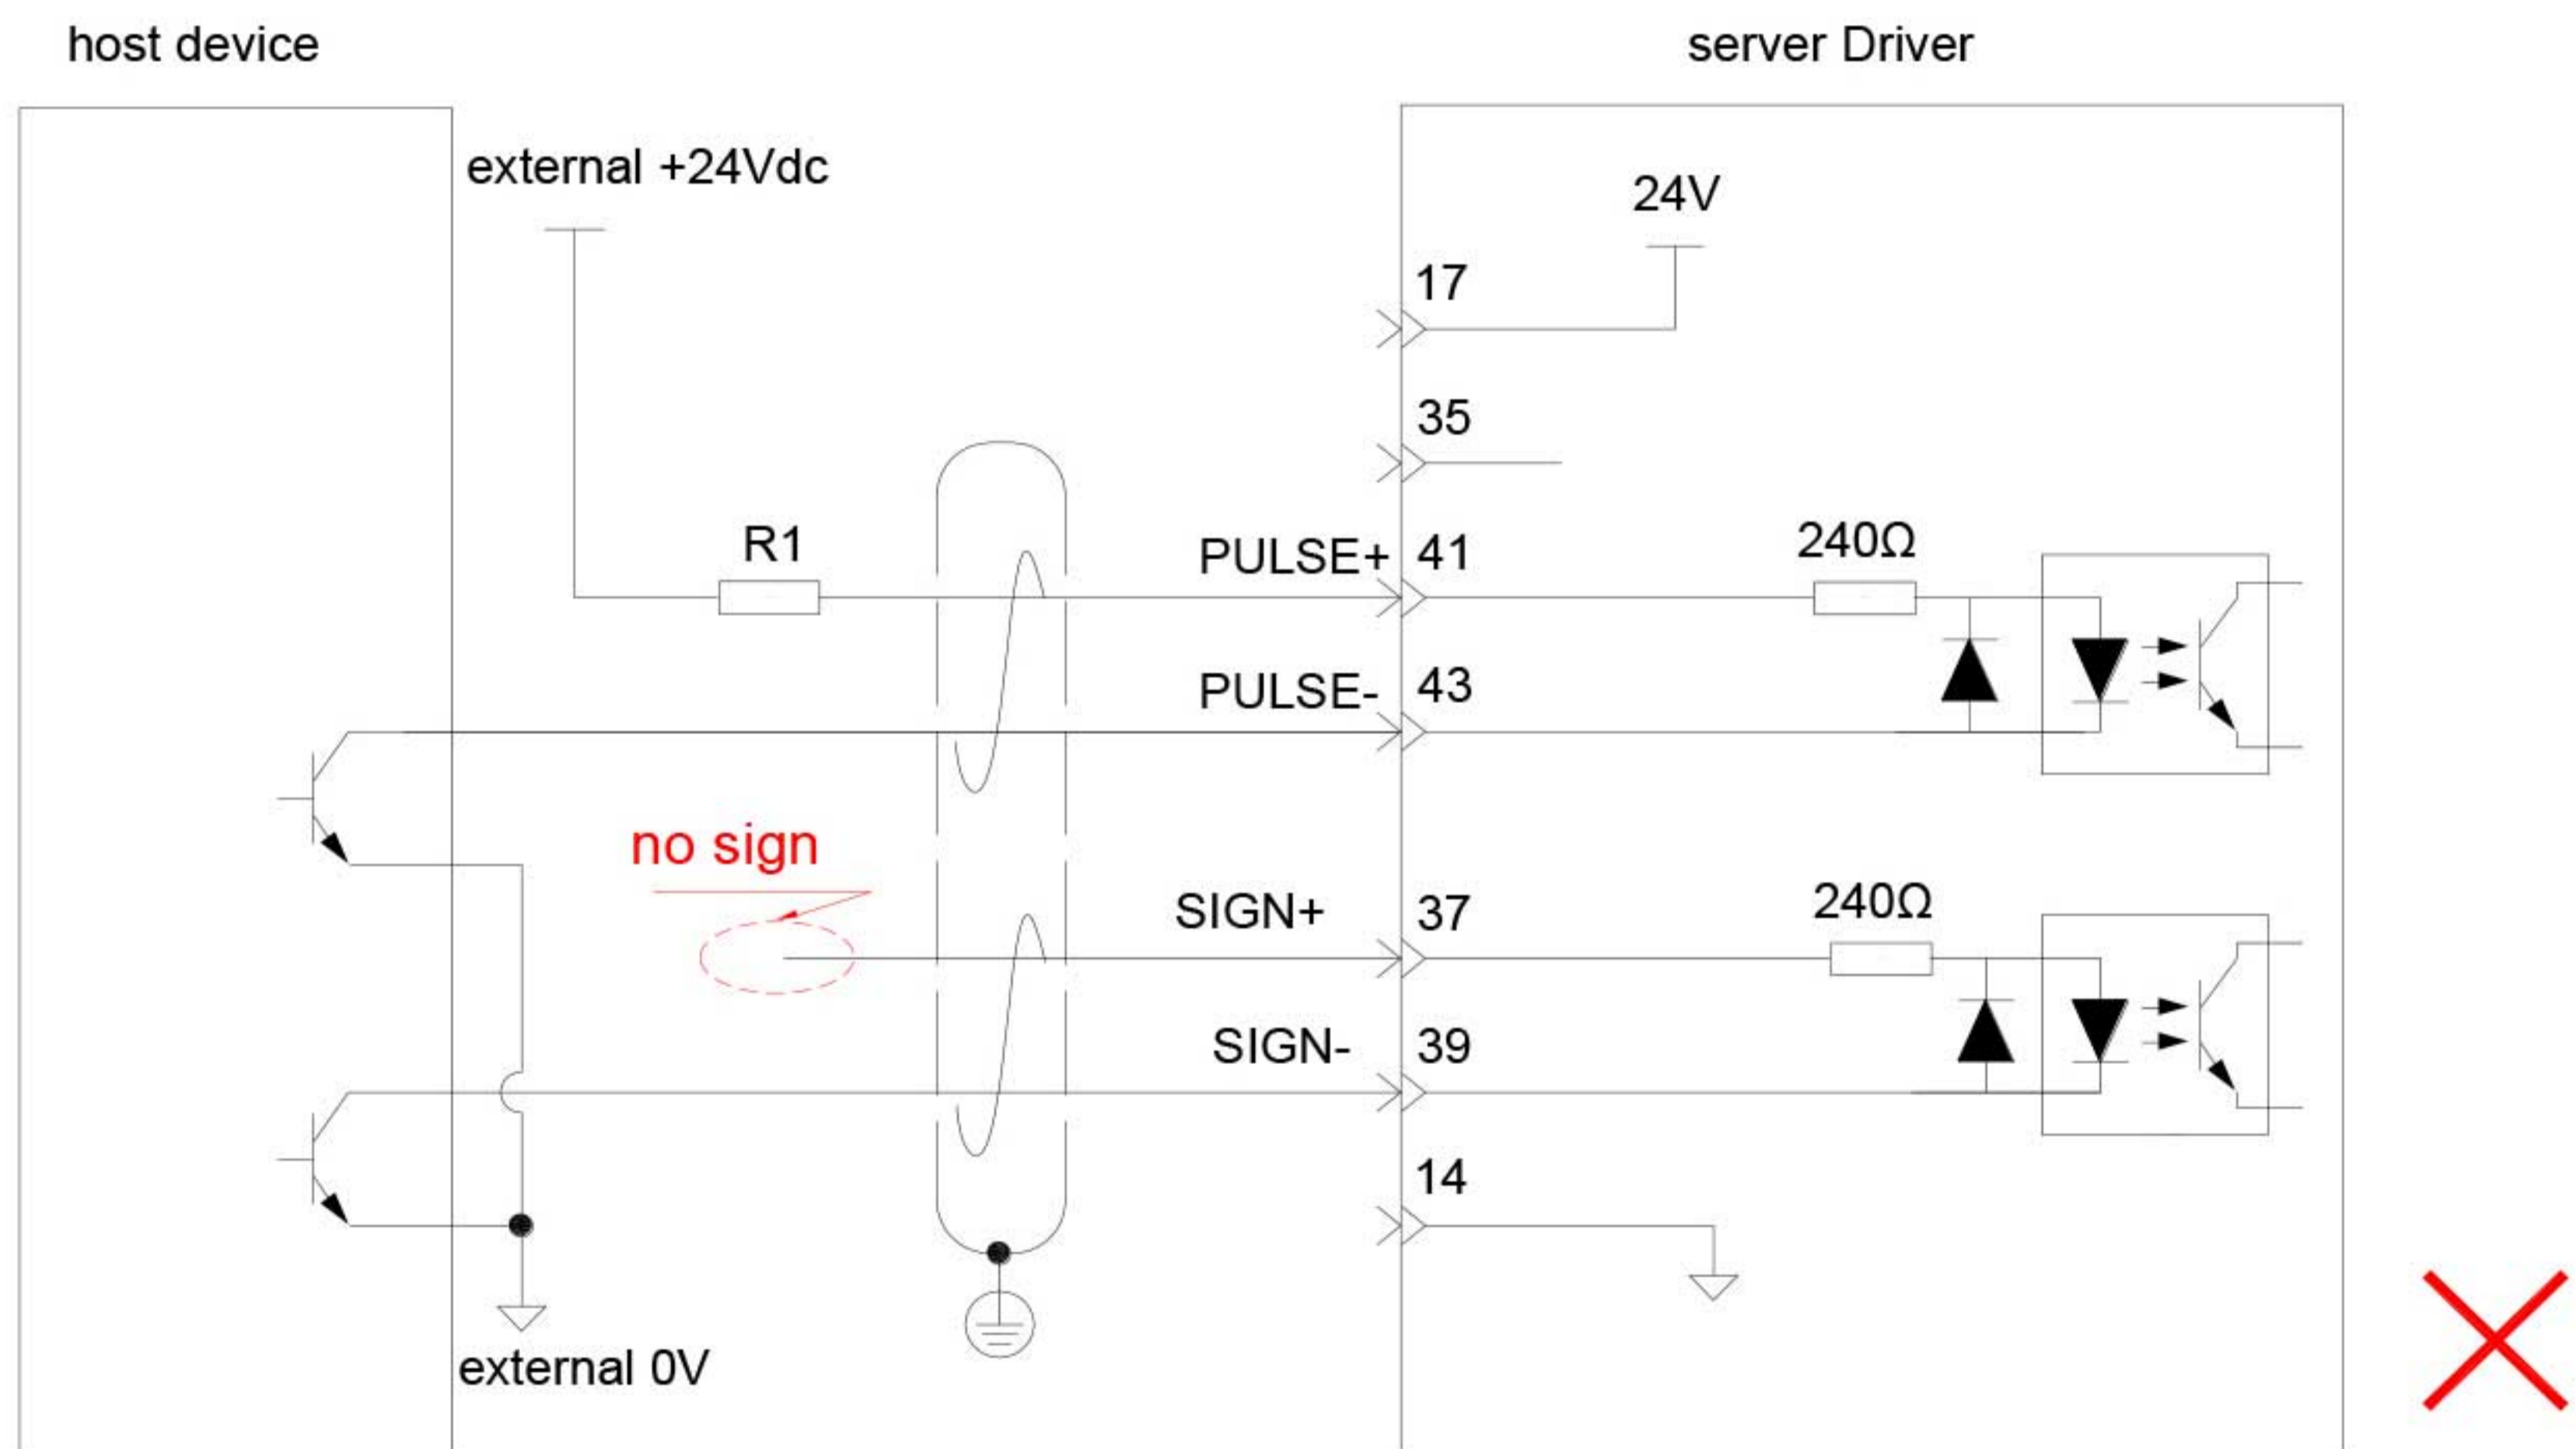 host device
server Driver
external +24Vdc
24V
17
35
R1
PULSE+
41
240Ω
PULSE-
43
no sign
SIGN+
37
240Ω
SIGN-
39
14
external 0V